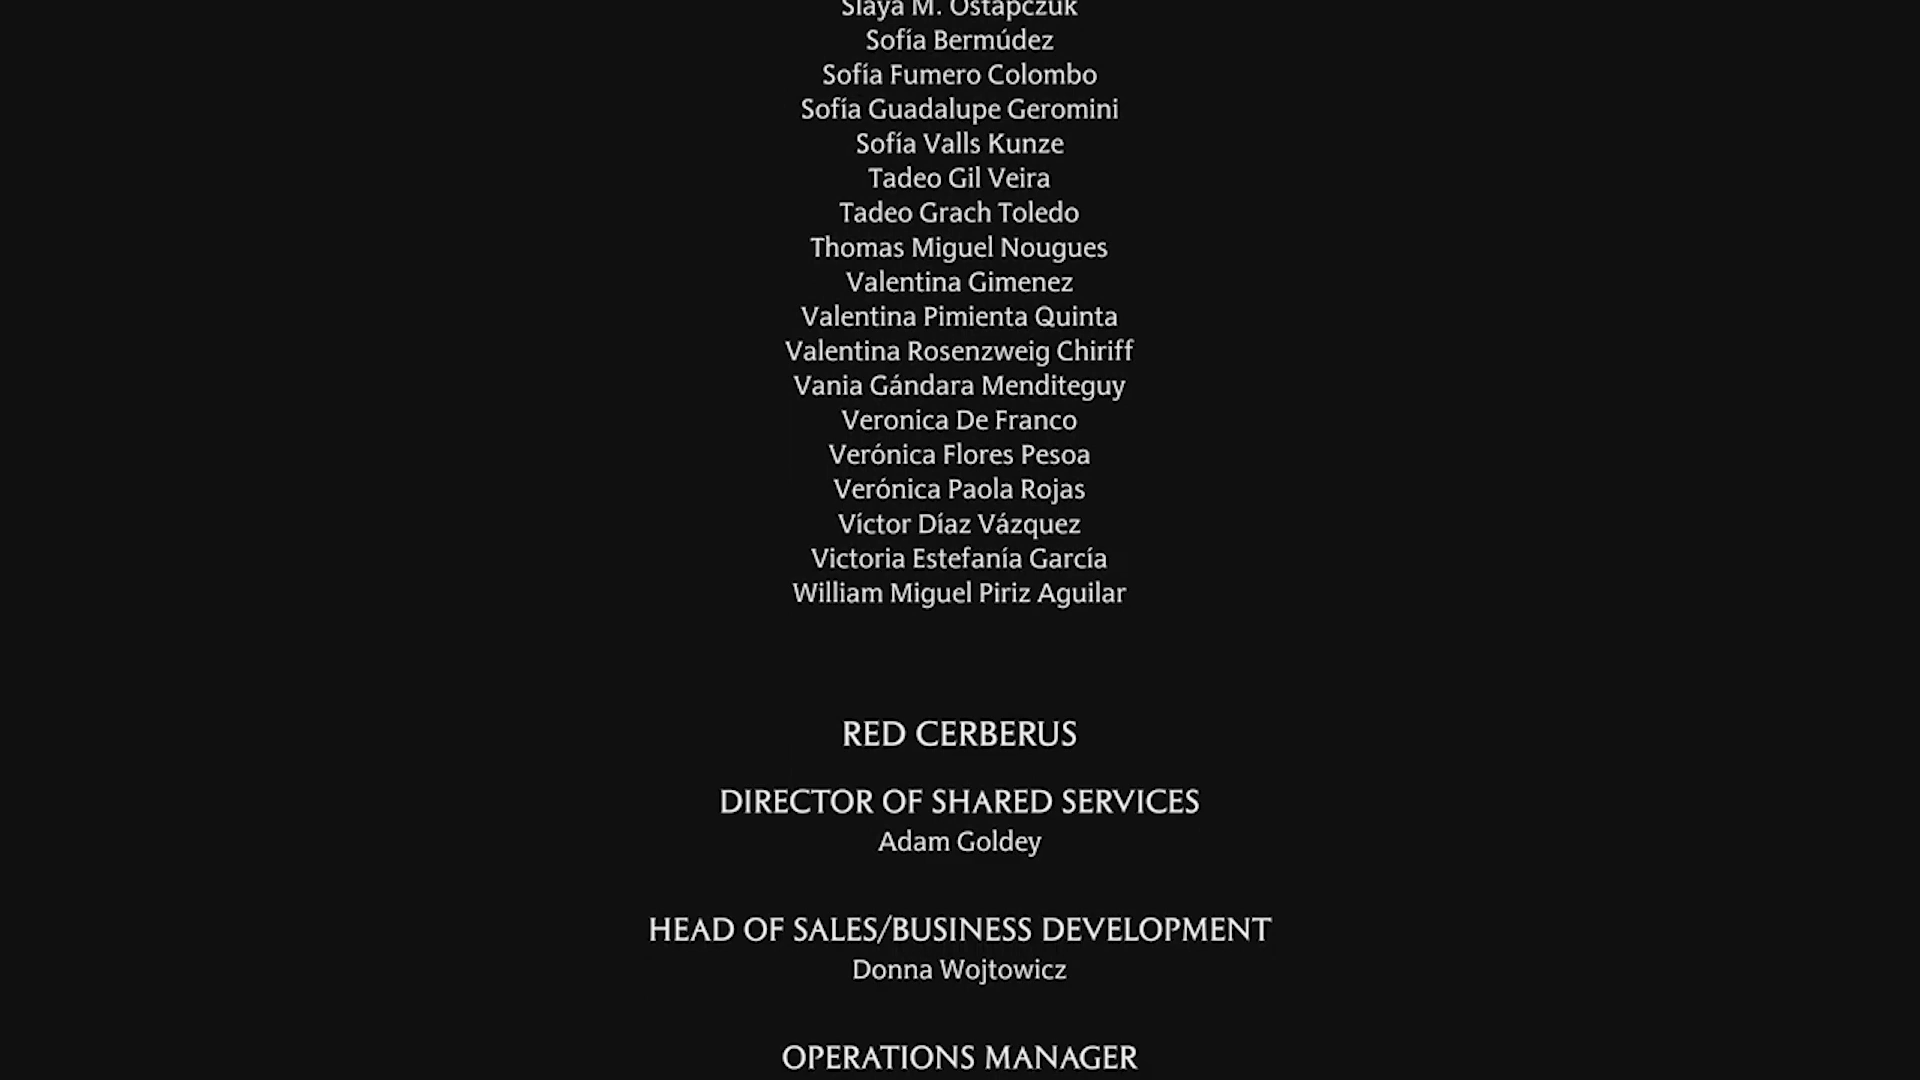 Slaya M. Ostapczuk
Sofía Bermúdez
Sofía Fumero Colombo
Sofía Guadalupe Geromini
Sofía Valls Kunze
Tadeo Gil Veira
Tadeo Grach Toledo
Thomas Miguel Nougues
Valentina Gimenez
Valentina Pimienta Quinta
Valentina Rosenzweig Chiriff
Vania Gándara Menditeguy
Veronica De Franco
Verónica Flores Pesoa
Verónica Paola Rojas
Víctor Díaz Vázquez
Victoria Estefanía García
William Miguel Piriz Aguilar
RED CERBERUS
DIRECTOR OF SHARED SERVICES
Adam Goldey
HEAD OF SALES/BUSINESS DEVELOPMENT
Donna Wojtowicz
OPERATIONS MANAGER